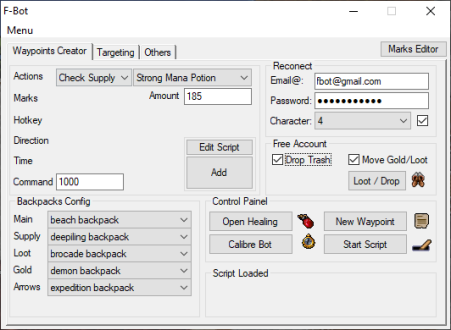 F-Bot
Menu
Waypoints Creator Targeting Others
Marks Editor
Actions Check Supply Strong Mana Potion
Marks Amount 185
Hotkey
Direction
Time
Command 1000
Edit Script
Add
Reconect
Email@: fbot@gmail.com
Password: ●●●●●●●●●●●
Character: 4
Free Account
Drop Trash Move Gold/Loot
Loot / Drop
Backpacks Config
Main beach backpack
Supply deepiling backpack
Loot brocade backpack
Gold demon backpack
Arrows expedition backpack
Control Painel
Open Healing New Waypoint
Calibre Bot Start Script
Script Loaded